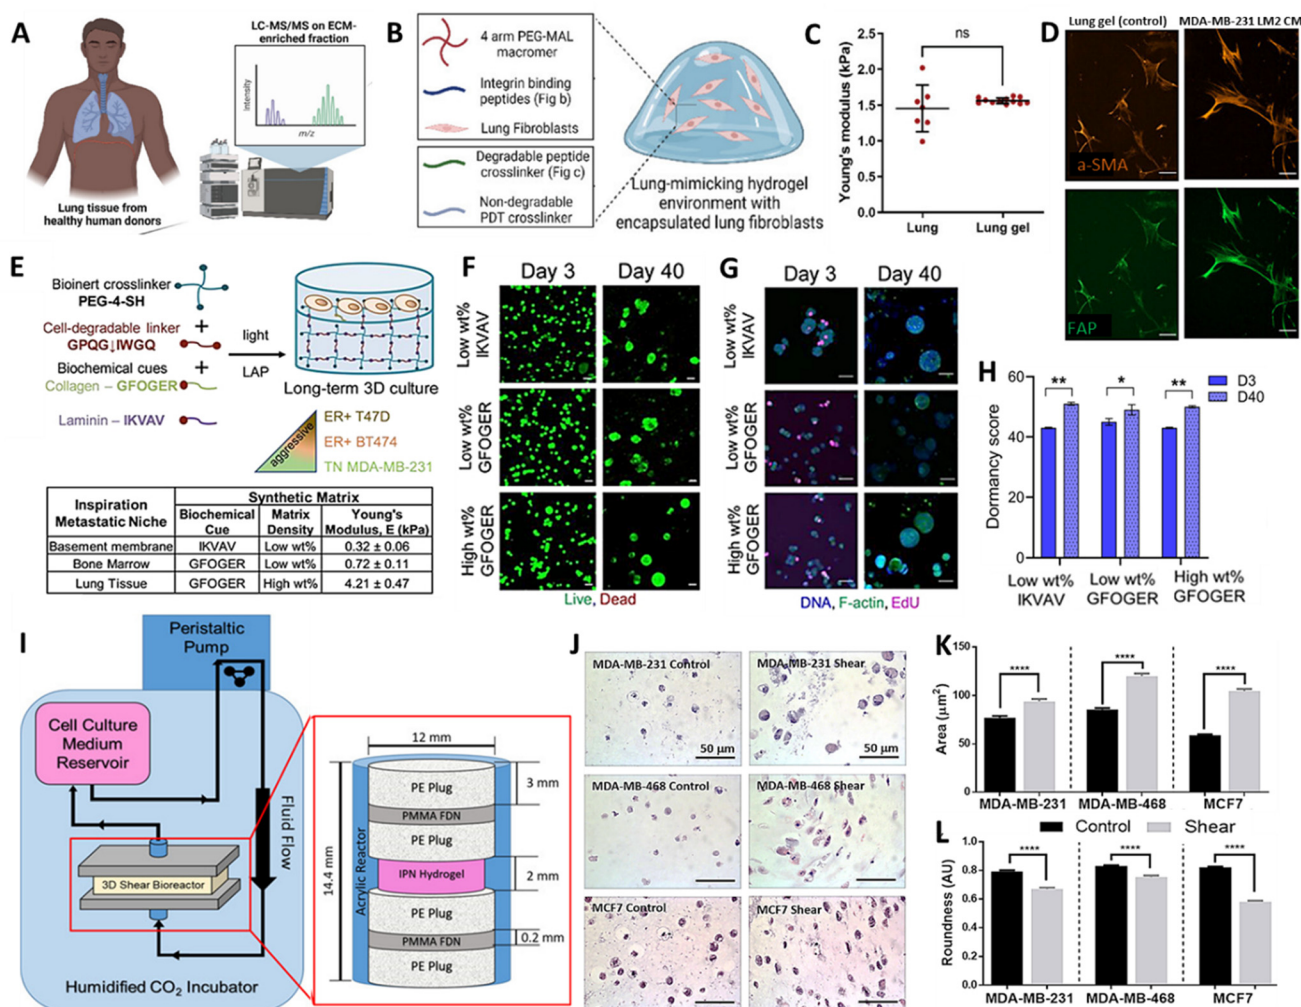 A
LC-MS/MS on ECM-
enriched fraction
Intensity
m/z
Lung tissue from
healthy human donors
B
4 arm PEG-MAL
macromer
Integrin binding
peptides (Fig b)
Lung Fibroblasts
Degradable peptide
crosslinker (Fig c)
Non-degradable
PDT crosslinker
Lung-mimicking hydrogel
environment with
encapsulated lung fibroblasts
C
Young's modulus (kPa)
2.5
2.0
1.5
1.0
0.5
0.0
ns
Lung
Lung gel
D
Lung gel (control)
MDA-MB-231 LM2 CM
a-SMA
FAP
E
Bioinert crosslinker
PEG-4-SH
Cell-degradable linker
GPQG↓IWGQ
Biochemical cues
Collagen – GFOGER
Laminin – IKVAV
+
+
light
LAP
Long-term 3D culture
aggressive
ER+ T47D
ER+ BT474
TN MDA-MB-231
Inspiration
Metastatic Niche
Synthetic Matrix
Biochemical
Cue
Matrix
Density
Young's
Modulus, E (kPa)
Basement membrane IKVAV Low wt% 0.32 ± 0.06
Bone Marrow GFOGER Low wt% 0.72 ± 0.11
Lung Tissue GFOGER High wt% 4.21 ± 0.47
F
Day 3 Day 40
Low wt%
IKVAV
Low wt%
GFOGER
High wt%
GFOGER
Live, Dead
G
Day 3 Day 40
Low wt%
IKVAV
Low wt%
GFOGER
High wt%
GFOGER
DNA, F-actin, EdU
H
Dormancy score
60
40
20
0
** * **
D3
D40
Low wt%
IKVAV
Low wt%
GFOGER
High wt%
GFOGER
I
Peristaltic
Pump
Cell Culture
Medium
Reservoir
Fluid Flow
3D Shear Bioreactor
Humidified CO2 Incubator
12 mm
14.4 mm
Acrylic Reactor
PE Plug
PMMA FDN
PE Plug
IPN Hydrogel
PE Plug
PMMA FDN
PE Plug
3 mm
2 mm
0.2 mm
J
MDA-MB-231 Control
MDA-MB-231 Shear
50 µm
50 µm
MDA-MB-468 Control
MDA-MB-468 Shear
MCF7 Control
MCF7 Shear
K
Area (µm2)
150
100
50
0
**** **** ****
MDA-MB-231 MDA-MB-468 MCF7
Control Shear
L
Roundness (AU)
1.0
0.8
0.6
0.4
0.2
0.0
**** **** ****
MDA-MB-231 MDA-MB-468 MCF7